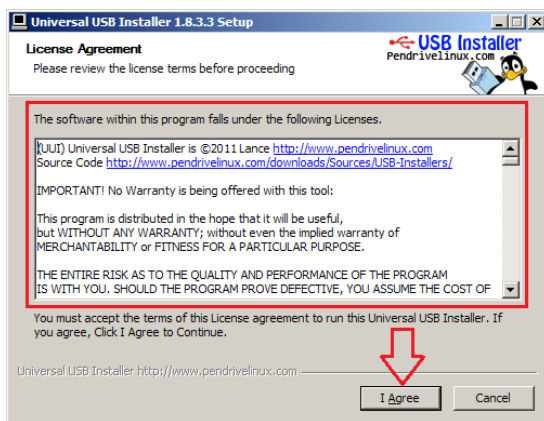 Universal USB Installer 1.8.3.3 Setup
License Agreement
Please review the license terms before proceeding
USB Installer
Pendrivelinux.com
The software within this program falls under the following Licenses.
(UUI) Universal USB Installer is ©2011 Lance http://www.pendrivelinux.com
Source Code http://www.pendrivelinux.com/downloads/Sources/USB-Installers/
IMPORTANT! No Warranty is being offered with this tool:
This program is distributed in the hope that it will be useful,
but WITHOUT ANY WARRANTY; without even the implied warranty of
MERCHANTABILITY or FITNESS FOR A PARTICULAR PURPOSE.
THE ENTIRE RISK AS TO THE QUALITY AND PERFORMANCE OF THE PROGRAM
IS WITH YOU. SHOULD THE PROGRAM PROVE DEFECTIVE, YOU ASSUME THE COST OF
You must accept the terms of this License agreement to run this Universal USB Installer. If
you agree, Click I Agree to Continue.
Universal USB Installer http://www.pendrivelinux.com
I Agree
Cancel